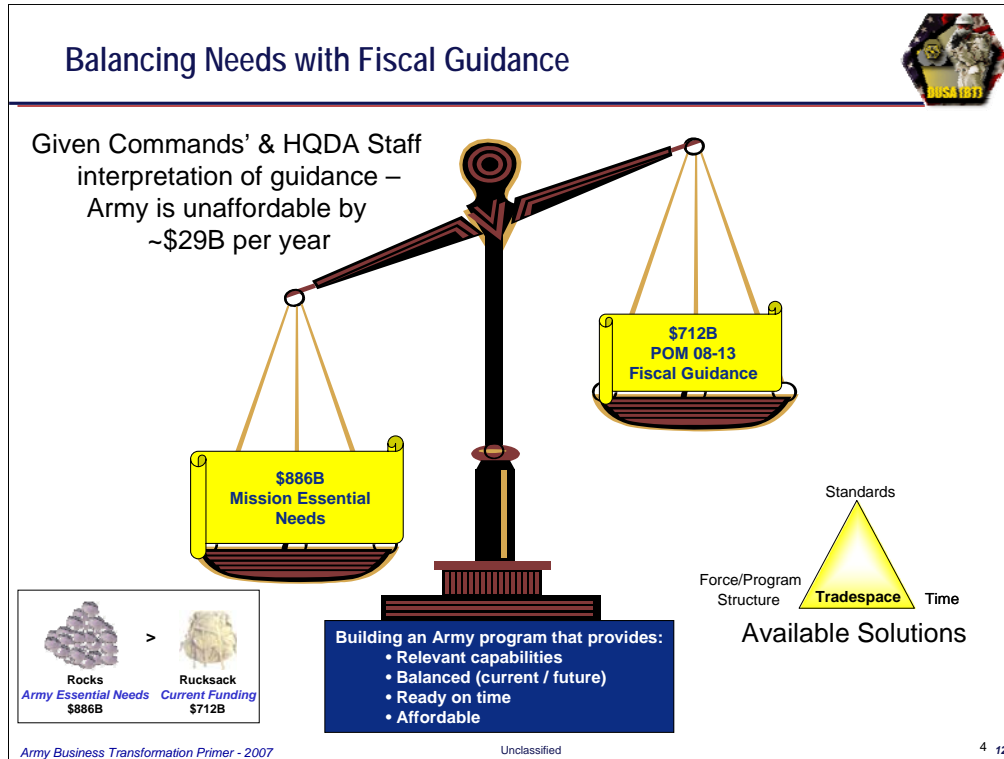 Balancing Needs with Fiscal Guidance
DUSA (BT)
Given Commands’ & HQDA Staff
interpretation of guidance –
Army is unaffordable by
~$29B per year
$712B
POM 08-13
Fiscal Guidance
$886B
Mission Essential
Needs
Standards
Force/Program
Structure
Tradespace
Time
Available Solutions
>
Rocks
Army Essential Needs
$886B
Rucksack
Current Funding
$712B
Building an Army program that provides:
• Relevant capabilities
• Balanced (current / future)
• Ready on time
• Affordable
Army Business Transformation Primer - 2007
Unclassified
4
12